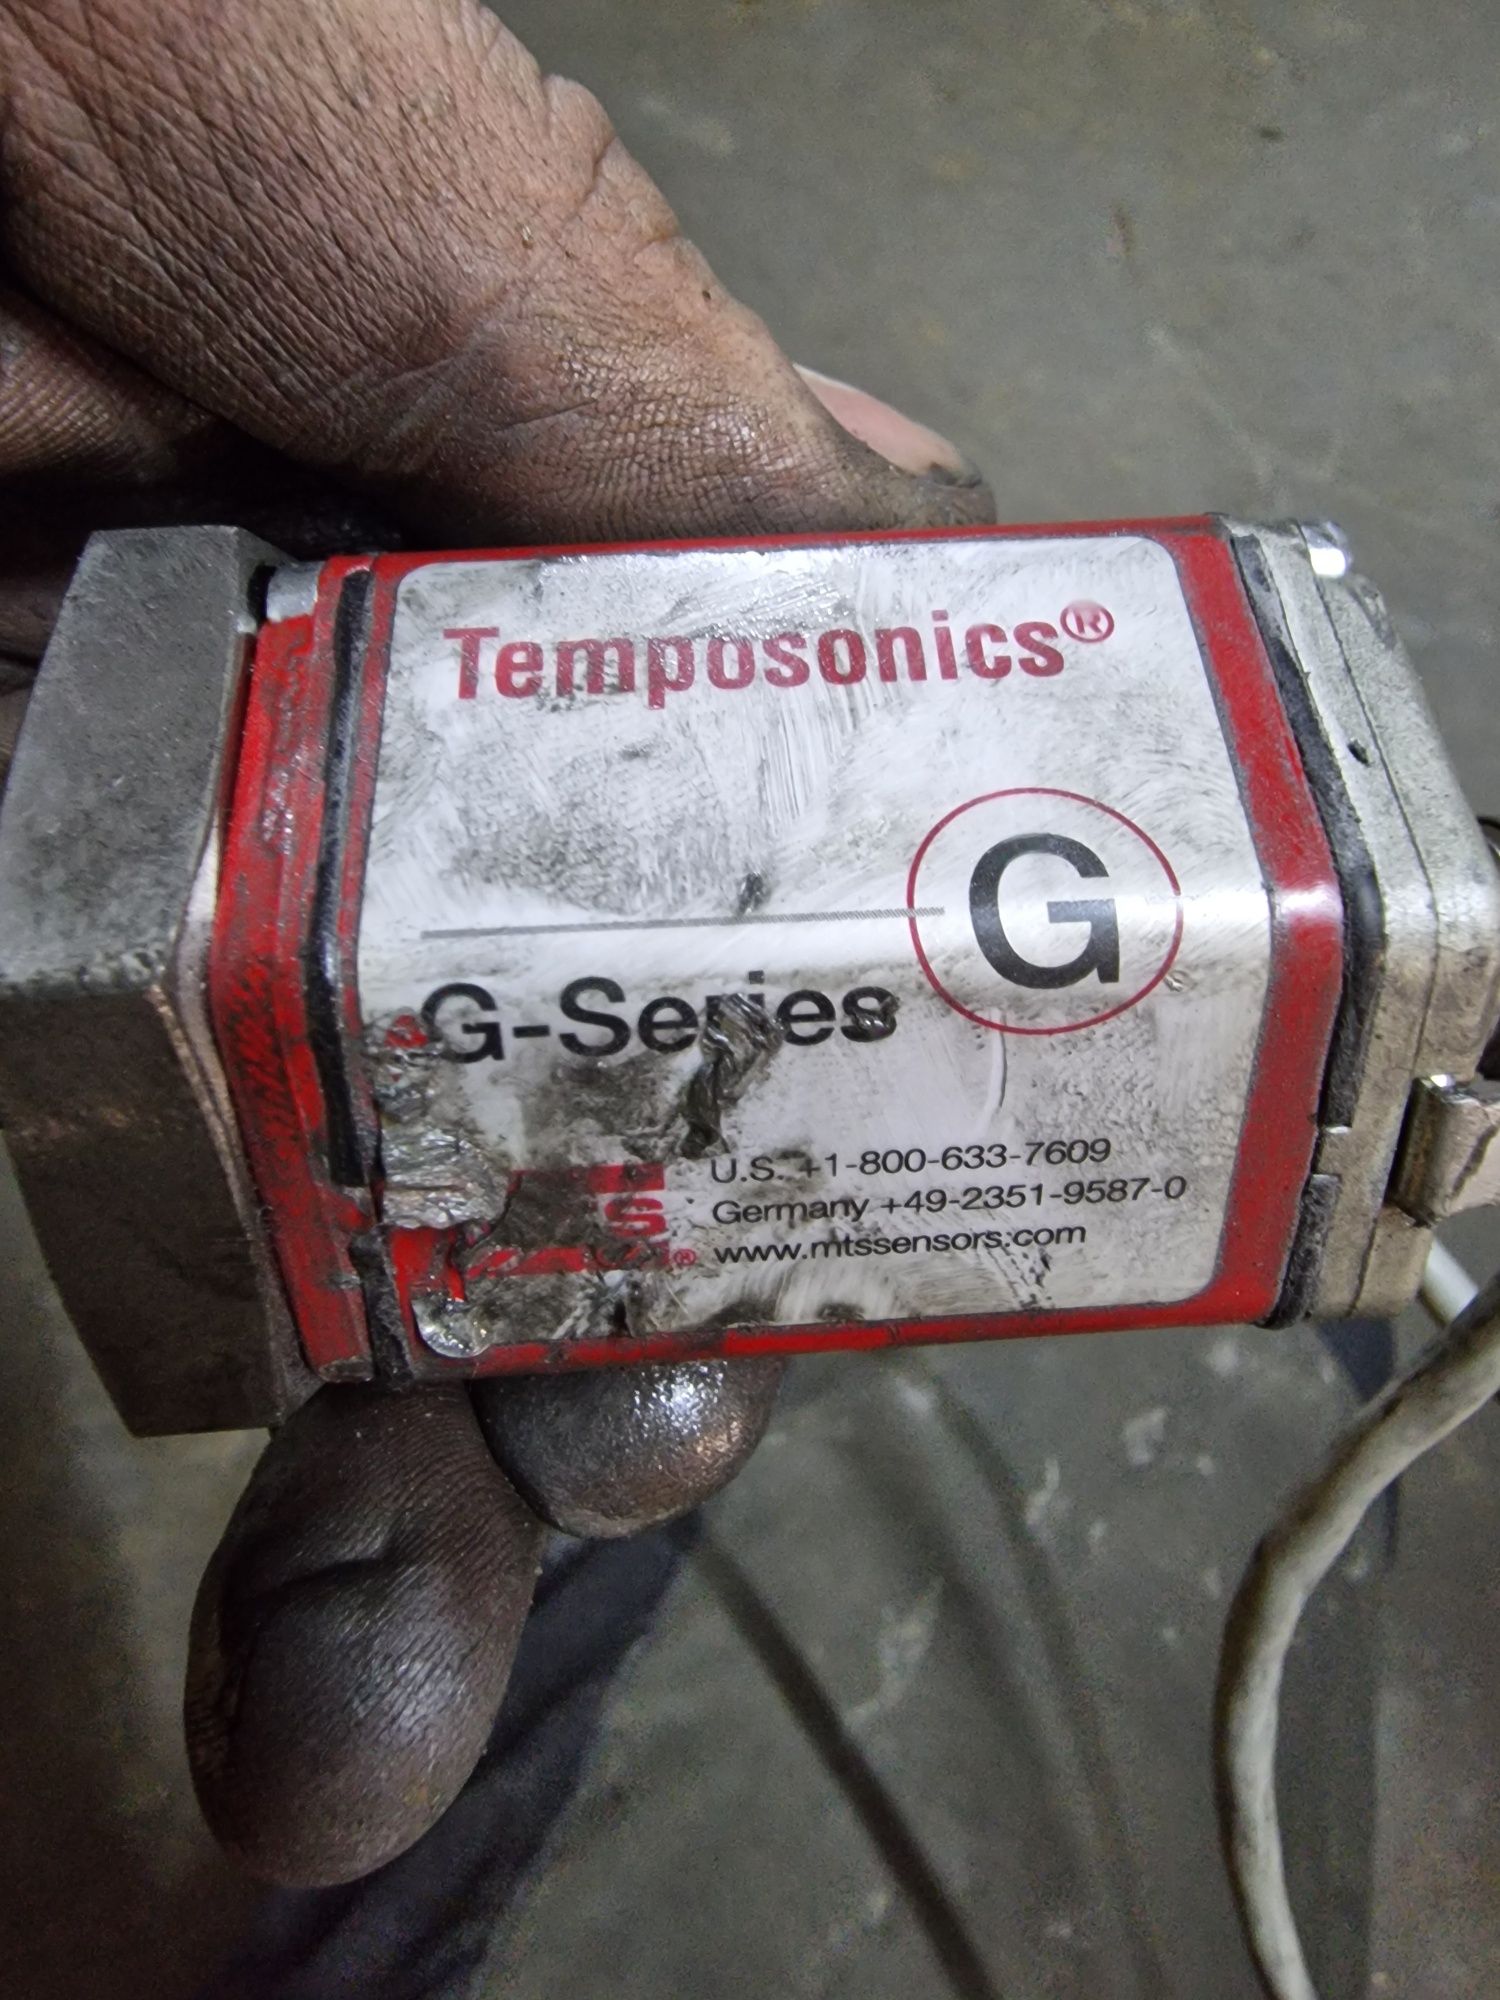 Temposonics®
G
G-Series
U.S. +1-800-633-7609
Germany +49-2351-9587-0
S
® www.mtssensors.com